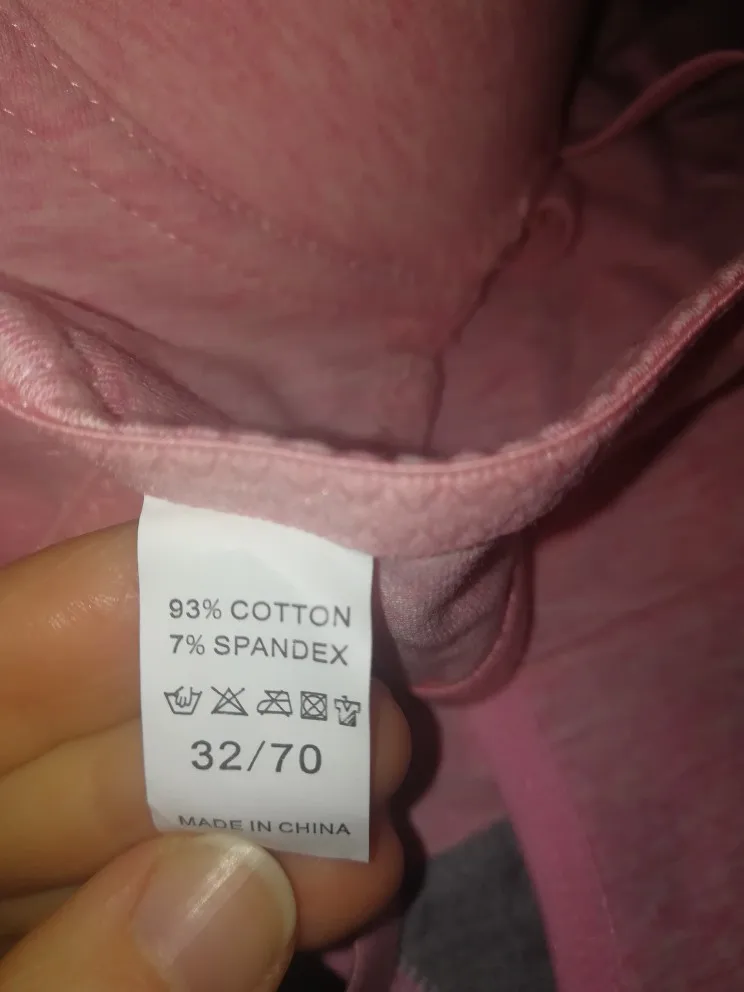 93% COTTON
7% SPANDEX
32/70
MADE IN CHINA